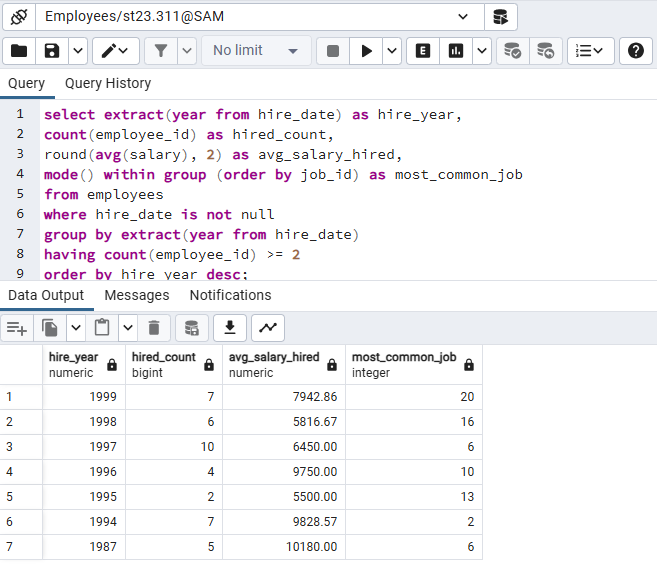 Employees/st23.311@SAM
No limit
E
Query Query History
1 select extract(year from hire_date) as hire_year,
2 count(employee_id) as hired_count,
3 round(avg(salary), 2) as avg_salary_hired,
4 mode() within group (order by job_id) as most_common_job
5 from employees
6 where hire_date is not null
7 group by extract(year from hire_date)
8 having count(employee_id) >= 2
9 order by hire_year desc;
Data Output Messages Notifications
hire_year hired_count avg_salary_hired most_common_job
numeric bigint numeric integer
1 1999 7 7942.86 20
2 1998 6 5816.67 16
3 1997 10 6450.00 6
4 1996 4 9750.00 10
5 1995 2 5500.00 13
6 1994 7 9828.57 2
7 1987 5 10180.00 6